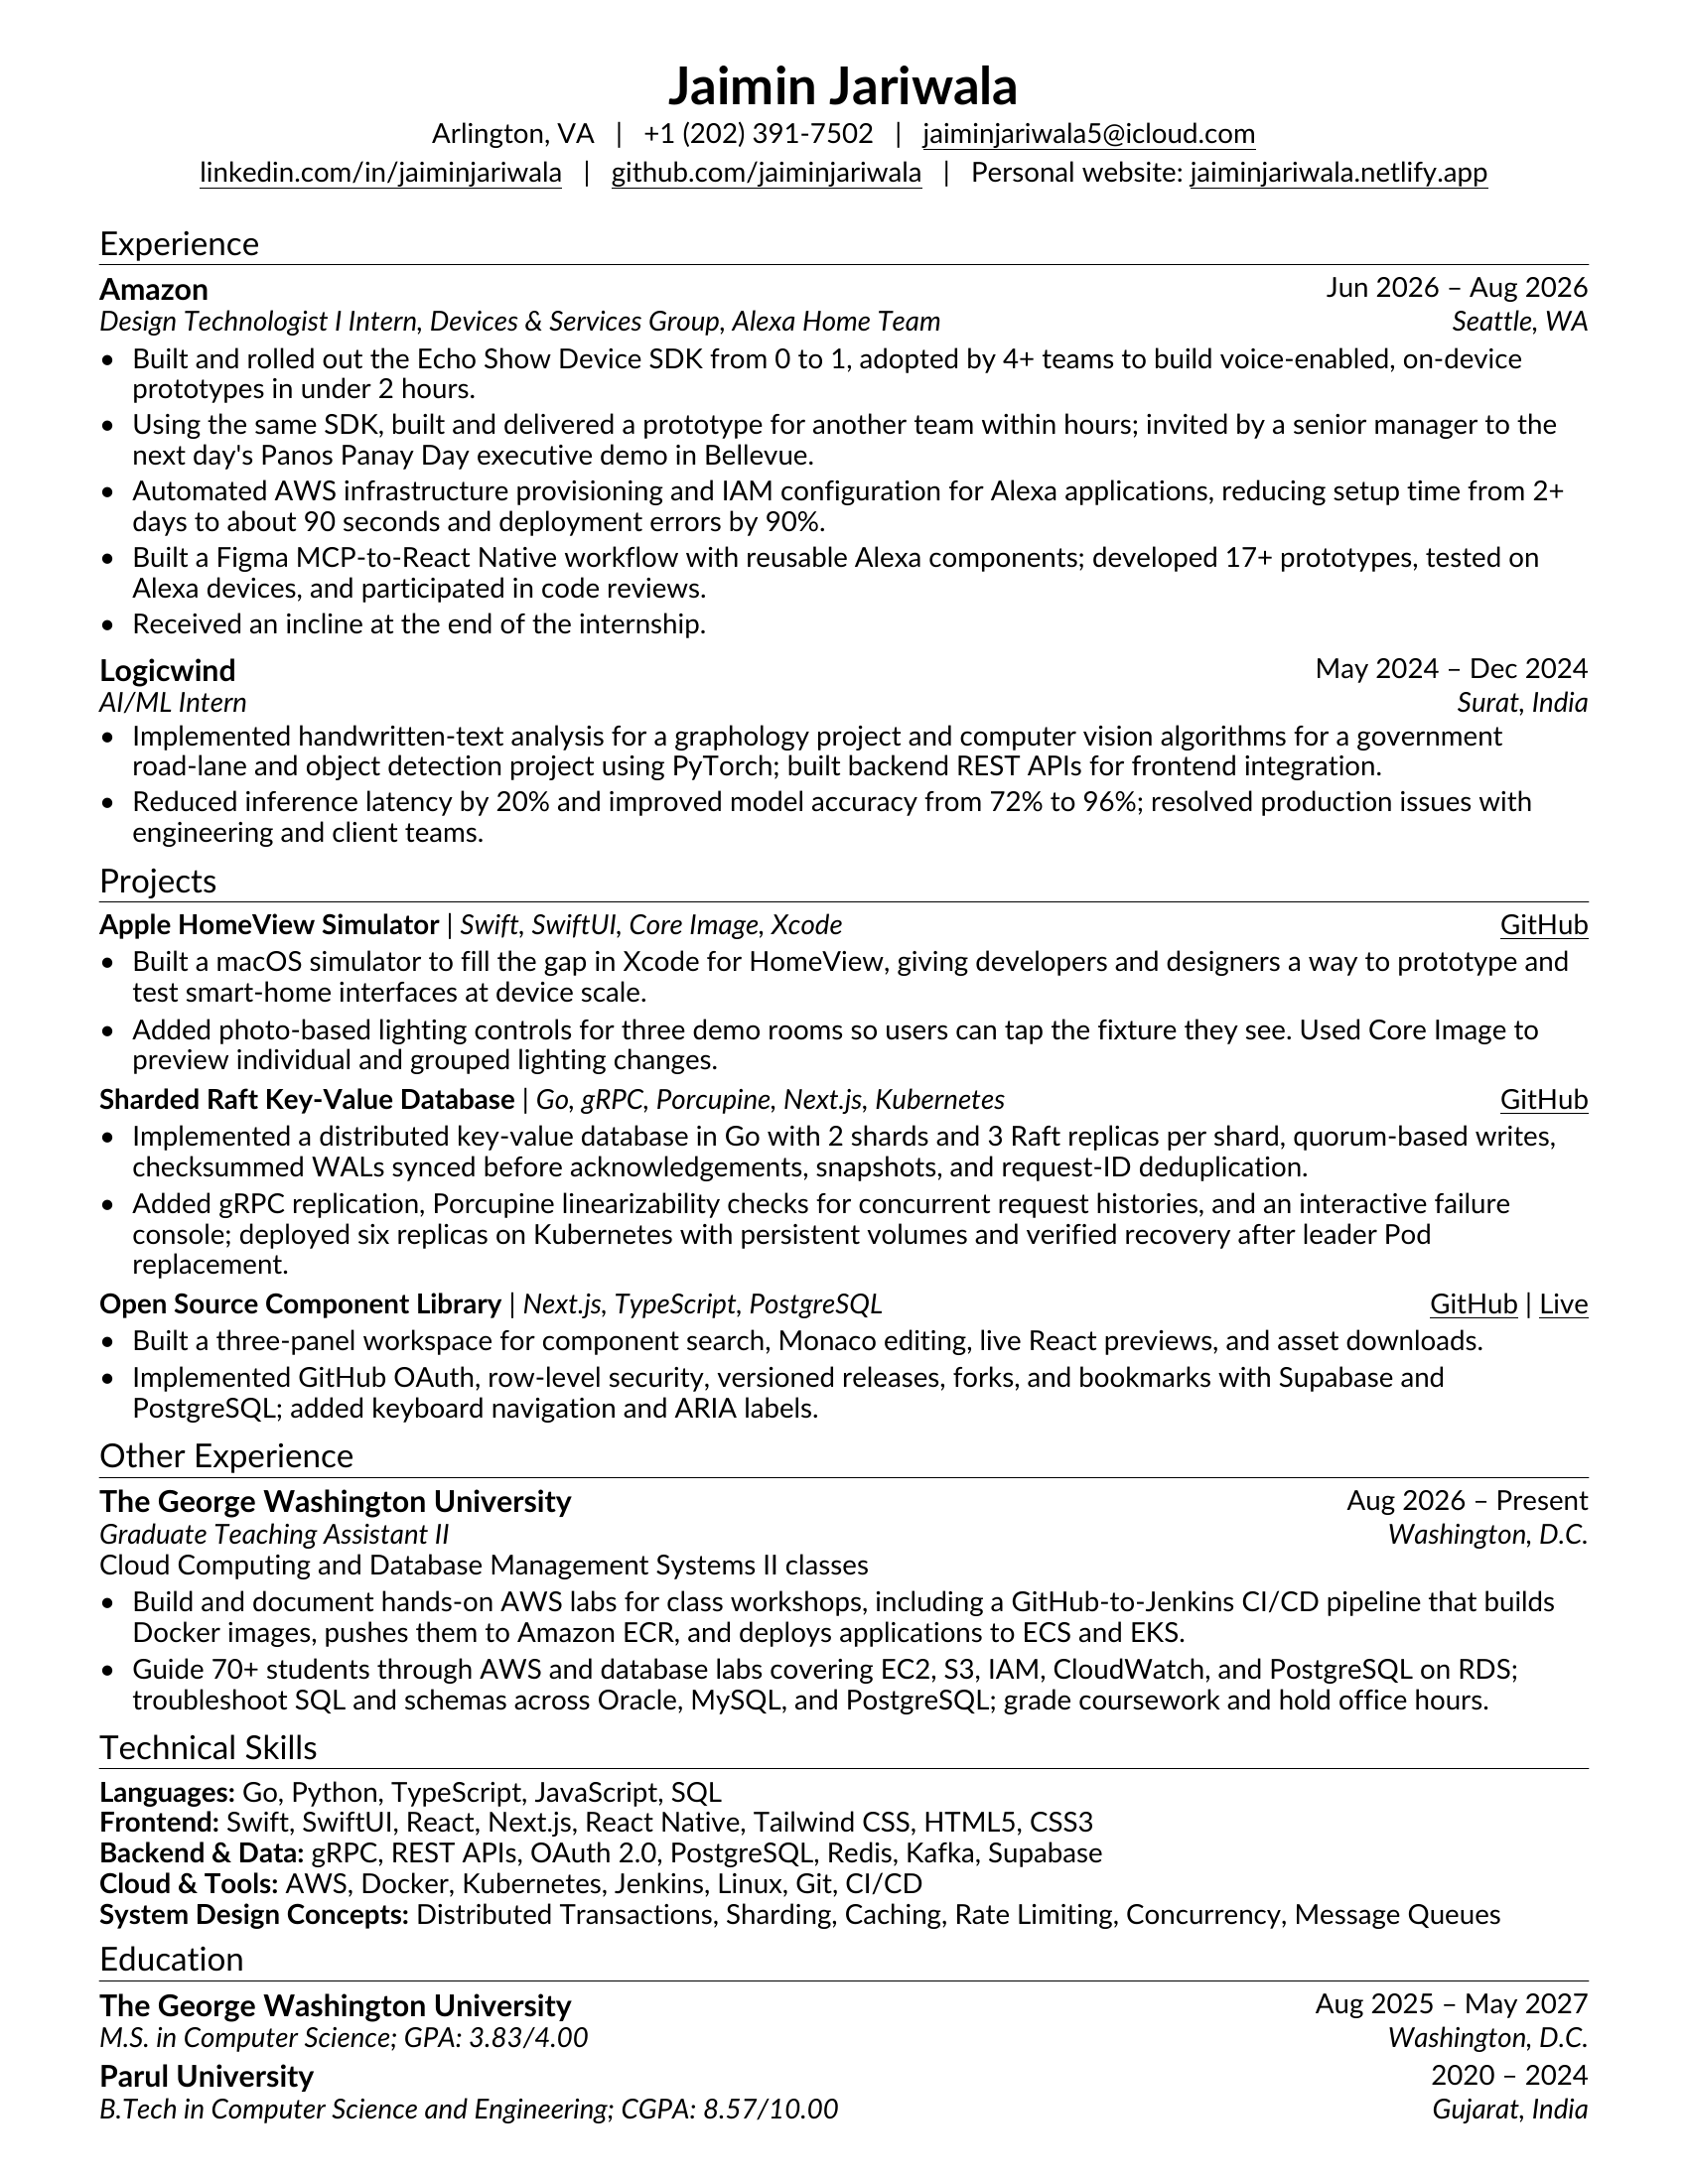 Jaimin Jariwala
Arlington, VA | +1 (202) 391-7502 | jaiminjariwala5@icloud.com
linkedin.com/in/jaiminjariwala | github.com/jaiminjariwala | Personal website: jaiminjariwala.netlify.app
Experience
Amazon Jun 2026 – Aug 2026
Design Technologist I Intern, Devices & Services Group, Alexa Home Team Seattle, WA
• Built and rolled out the Echo Show Device SDK from 0 to 1, adopted by 4+ teams to build voice-enabled, on-device
prototypes in under 2 hours.
• Using the same SDK, built and delivered a prototype for another team within hours; invited by a senior manager to the
next day's Panos Panay Day executive demo in Bellevue.
• Automated AWS infrastructure provisioning and IAM configuration for Alexa applications, reducing setup time from 2+
days to about 90 seconds and deployment errors by 90%.
• Built a Figma MCP-to-React Native workflow with reusable Alexa components; developed 17+ prototypes, tested on
Alexa devices, and participated in code reviews.
• Received an incline at the end of the internship.
Logicwind May 2024 – Dec 2024
AI/ML Intern Surat, India
• Implemented handwritten-text analysis for a graphology project and computer vision algorithms for a government
road-lane and object detection project using PyTorch; built backend REST APIs for frontend integration.
• Reduced inference latency by 20% and improved model accuracy from 72% to 96%; resolved production issues with
engineering and client teams.
Projects
Apple HomeView Simulator | Swift, SwiftUI, Core Image, Xcode GitHub
• Built a macOS simulator to fill the gap in Xcode for HomeView, giving developers and designers a way to prototype and
test smart-home interfaces at device scale.
• Added photo-based lighting controls for three demo rooms so users can tap the fixture they see. Used Core Image to
preview individual and grouped lighting changes.
Sharded Raft Key-Value Database | Go, gRPC, Porcupine, Next.js, Kubernetes GitHub
• Implemented a distributed key-value database in Go with 2 shards and 3 Raft replicas per shard, quorum-based writes,
checksummed WALs synced before acknowledgements, snapshots, and request-ID deduplication.
• Added gRPC replication, Porcupine linearizability checks for concurrent request histories, and an interactive failure
console; deployed six replicas on Kubernetes with persistent volumes and verified recovery after leader Pod
replacement.
Open Source Component Library | Next.js, TypeScript, PostgreSQL GitHub | Live
• Built a three-panel workspace for component search, Monaco editing, live React previews, and asset downloads.
• Implemented GitHub OAuth, row-level security, versioned releases, forks, and bookmarks with Supabase and
PostgreSQL; added keyboard navigation and ARIA labels.
Other Experience
The George Washington University Aug 2026 – Present
Graduate Teaching Assistant II Washington, D.C.
Cloud Computing and Database Management Systems II classes
• Build and document hands-on AWS labs for class workshops, including a GitHub-to-Jenkins CI/CD pipeline that builds
Docker images, pushes them to Amazon ECR, and deploys applications to ECS and EKS.
• Guide 70+ students through AWS and database labs covering EC2, S3, IAM, CloudWatch, and PostgreSQL on RDS;
troubleshoot SQL and schemas across Oracle, MySQL, and PostgreSQL; grade coursework and hold office hours.
Technical Skills
Languages: Go, Python, TypeScript, JavaScript, SQL
Frontend: Swift, SwiftUI, React, Next.js, React Native, Tailwind CSS, HTML5, CSS3
Backend & Data: gRPC, REST APIs, OAuth 2.0, PostgreSQL, Redis, Kafka, Supabase
Cloud & Tools: AWS, Docker, Kubernetes, Jenkins, Linux, Git, CI/CD
System Design Concepts: Distributed Transactions, Sharding, Caching, Rate Limiting, Concurrency, Message Queues
Education
The George Washington University Aug 2025 – May 2027
M.S. in Computer Science; GPA: 3.83/4.00 Washington, D.C.
Parul University 2020 – 2024
B.Tech in Computer Science and Engineering; CGPA: 8.57/10.00 Gujarat, India